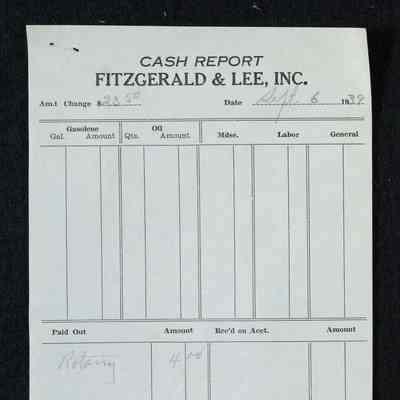 CASH REPORT
FITZGERALD & LEE, INC.
Am.t Change $ 23 50 Date Sept. 6 1939
Gasolene Oil Mdse. Labor General
Gal. Amount Qts. Amount
Paid Out Amount Rec'd on Acct. Amount
Rotary 4 00